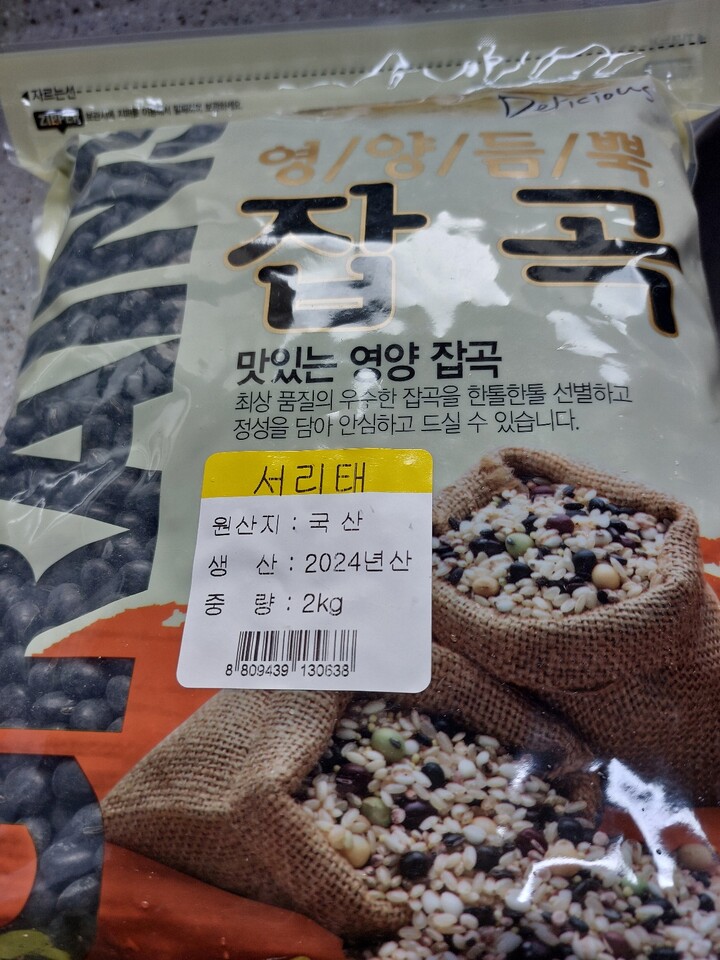 ◀자르는선
Delicious
ZIPPER
영/양/듬/뿍
잡곡
맛있는 영양 잡곡
최상 품질의 우수한 잡곡을 한톨한톨 선별하고
정성을 담아 안심하고 드실 수 있습니다.
서리태
원산지 : 국 산
생 산 : 2024년산
중 량 : 2kg
8 809439 130638